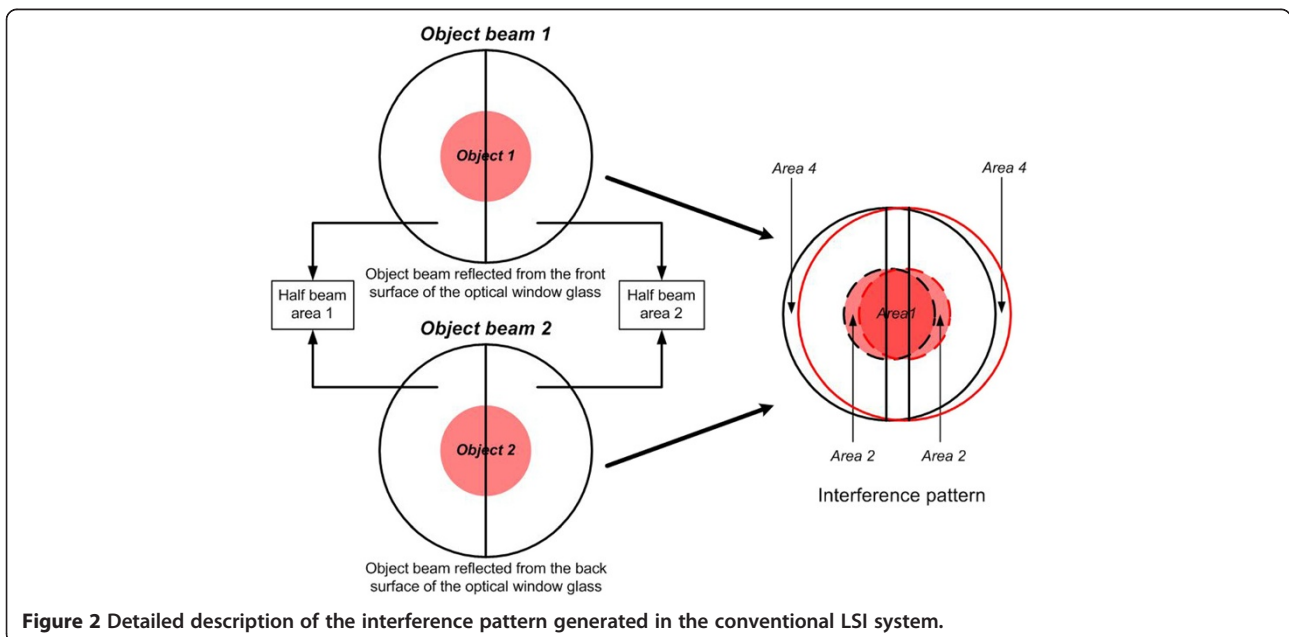 Object beam 1
Object 1
Object beam reflected from the front
surface of the optical window glass
Half beam
area 1
Half beam
area 2
Object beam 2
Object 2
Object beam reflected from the back
surface of the optical window glass
Area 4
Area 4
Area1
Area 2
Area 2
Interference pattern
Figure 2 Detailed description of the interference pattern generated in the conventional LSI system.